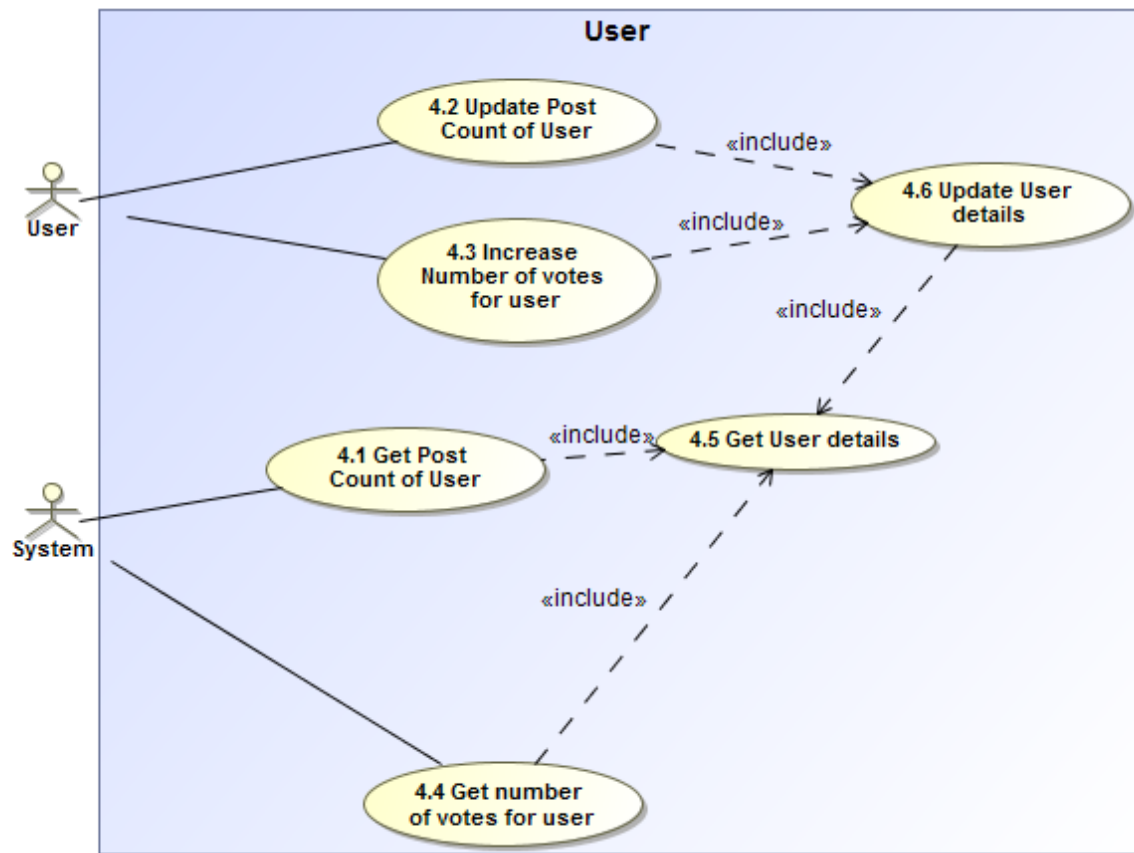 User
4.2 Update Post
Count of User
«include»
4.6 Update User
details
User
«include»
4.3 Increase
Number of votes
for user
«include»
4.1 Get Post
Count of User
«include»
4.5 Get User details
System
«include»
4.4 Get number
of votes for user